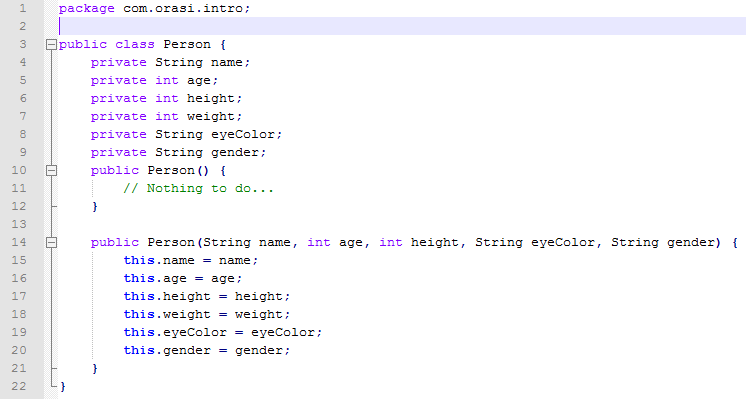 1 package com.orasi.intro;
2
3 public class Person {
4 private String name;
5 private int age;
6 private int height;
7 private int weight;
8 private String eyeColor;
9 private String gender;
10 public Person() {
11 // Nothing to do...
12 }
13
14 public Person(String name, int age, int height, String eyeColor, String gender) {
15 this.name = name;
16 this.age = age;
17 this.height = height;
18 this.weight = weight;
19 this.eyeColor = eyeColor;
20 this.gender = gender;
21 }
22 }